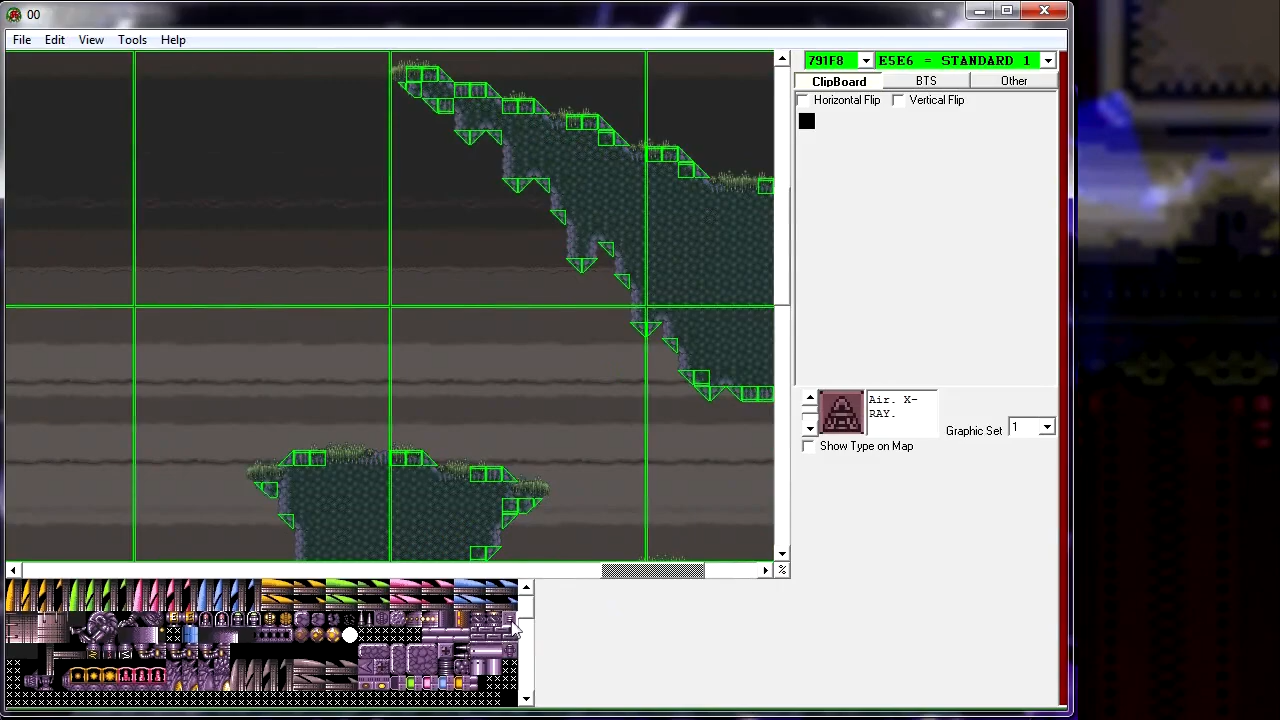 00
File Edit View Tools Help
791F8 E5E6 = STANDARD 1
ClipBoard BTS Other
Horizontal Flip Vertical Flip
Air. X-
RAY.
Graphic Set 1
Show Type on Map
%